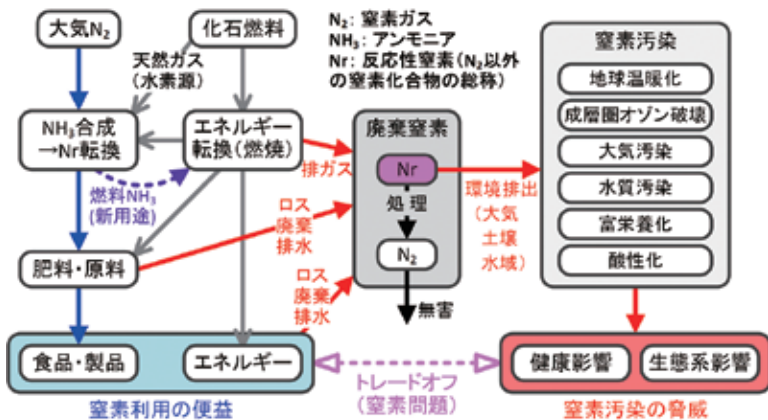 大気N₂
化石燃料
天然ガス
(水素源)
N₂: 窒素ガス
NH₃: アンモニア
Nr: 反応性窒素(N₂以外
の窒素化合物の総称)
NH₃合成
→Nr転換
エネルギー
転換(燃焼)
燃料NH₃
(新用途)
排ガス
ロス
廃棄
排水
肥料・原料
ロス
廃棄
排水
廃棄窒素
Nr
処理
N₂
無害
環境排出
(大気
土壌
水域)
窒素汚染
地球温暖化
成層圏オゾン破壊
大気汚染
水質汚染
富栄養化
酸性化
食品・製品
エネルギー
窒素利用の便益
トレードオフ
(窒素問題)
健康影響
生態系影響
窒素汚染の脅威